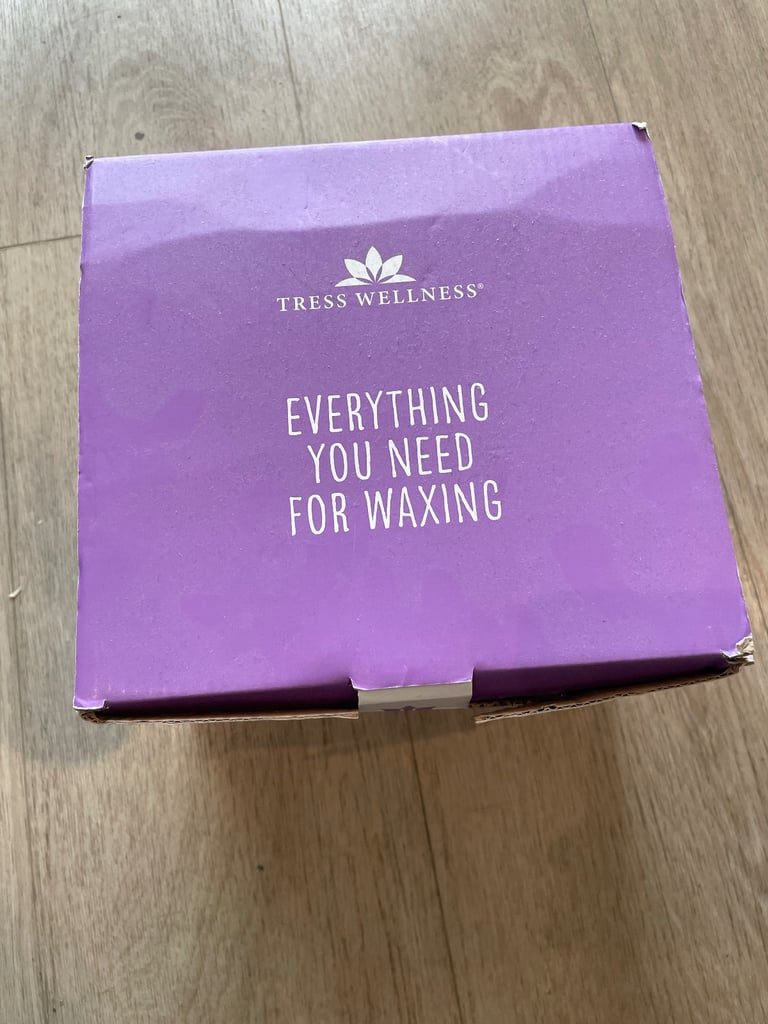 TRESS WELLNESS®
EVERYTHING
YOU NEED
FOR WAXING